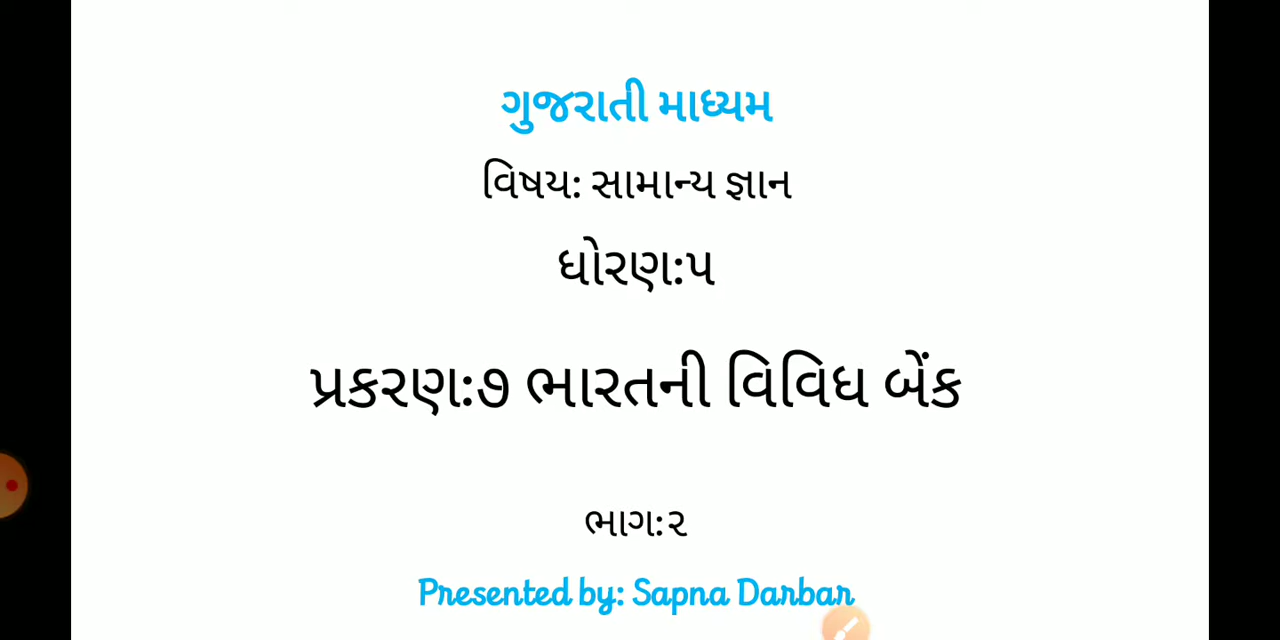 ગુજરાતી માધ્યમ
વિષય: સામાન્ય જ્ઞાન
ધોરણ:૫
પ્રકરણ:૭ ભારતની વિવિધ બેંક
ભાગ:૨
Presented by: Sapna Darbar